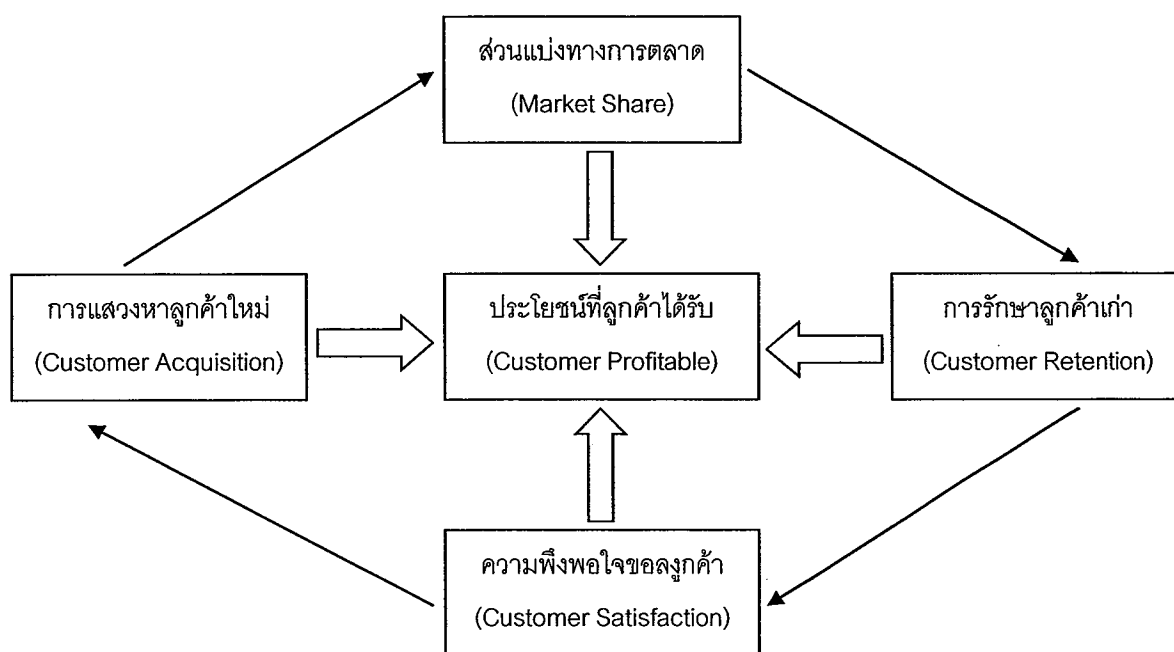 ส่วนแบ่งทางการตลาด
(Market Share)
การแสวงหาลูกค้าใหม่
(Customer Acquisition)
ประโยชน์ที่ลูกค้าได้รับ
(Customer Profitable)
การรักษาลูกค้าเก่า
(Customer Retention)
ความพึงพอใจขอลงูกค้า
(Customer Satisfaction)